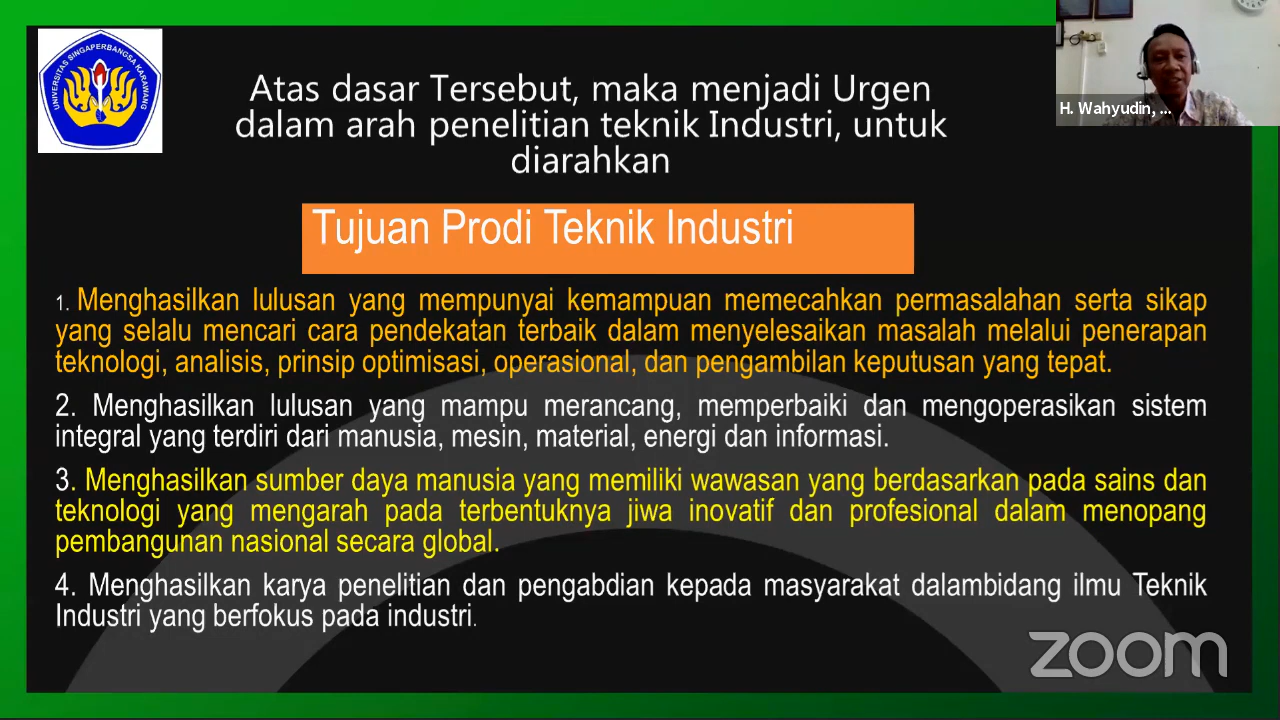 UNIVERSITAS SINGAPERBANGSA KARAWANG
H. Wahyudin, ...
Atas dasar Tersebut, maka menjadi Urgen
dalam arah penelitian teknik Industri, untuk
diarahkan
Tujuan Prodi Teknik Industri
1. Menghasilkan lulusan yang mempunyai kemampuan memecahkan permasalahan serta sikap
yang selalu mencari cara pendekatan terbaik dalam menyelesaikan masalah melalui penerapan
teknologi, analisis, prinsip optimisasi, operasional, dan pengambilan keputusan yang tepat.
2. Menghasilkan lulusan yang mampu merancang, memperbaiki dan mengoperasikan sistem
integral yang terdiri dari manusia, mesin, material, energi dan informasi.
3. Menghasilkan sumber daya manusia yang memiliki wawasan yang berdasarkan pada sains dan
teknologi yang mengarah pada terbentuknya jiwa inovatif dan profesional dalam menopang
pembangunan nasional secara global.
4. Menghasilkan karya penelitian dan pengabdian kepada masyarakat dalambidang ilmu Teknik
Industri yang berfokus pada industri.
zoom